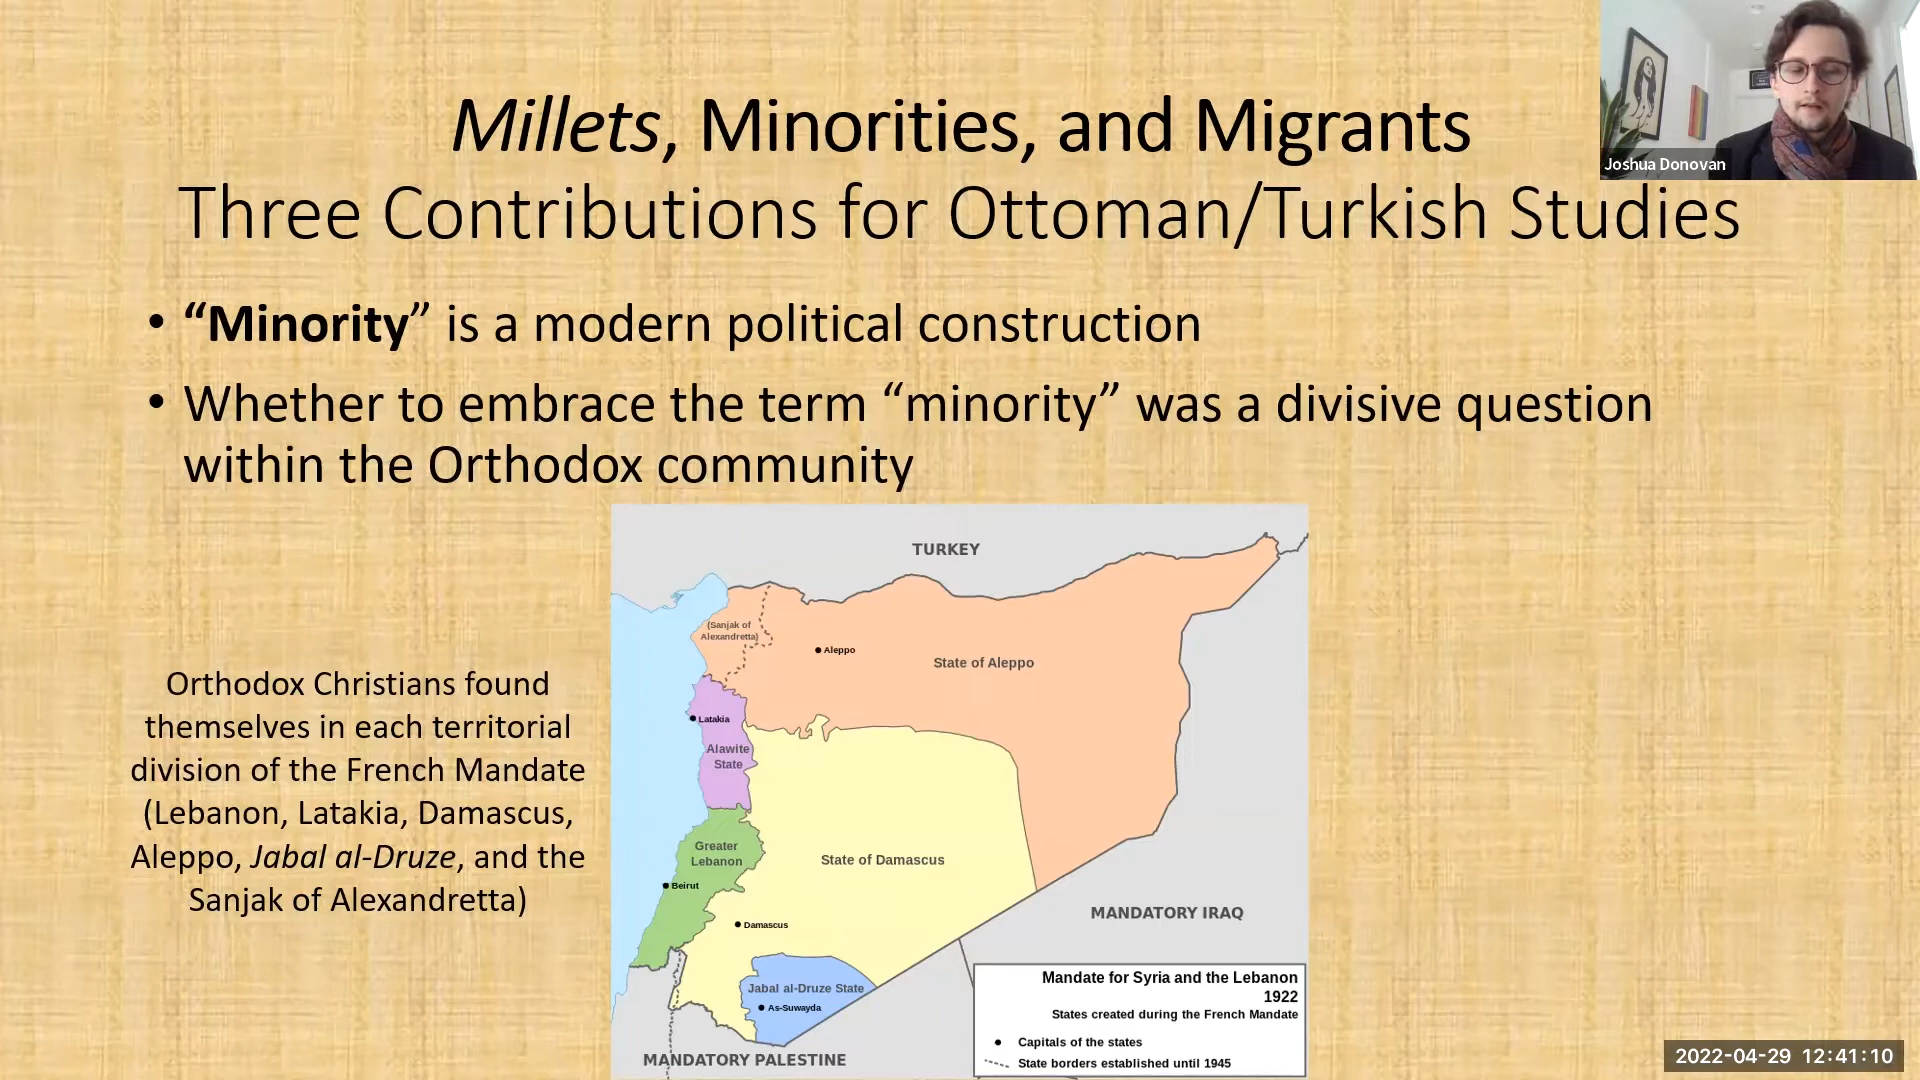 Millets, Minorities, and Migrants
Three Contributions for Ottoman/Turkish Studies
Joshua Donovan
• “Minority” is a modern political construction
• Whether to embrace the term “minority” was a divisive question
within the Orthodox community
Orthodox Christians found
themselves in each territorial
division of the French Mandate
(Lebanon, Latakia, Damascus,
Aleppo, Jabal al-Druze, and the
Sanjak of Alexandretta)
TURKEY
(Sanjak of
Alexandretta)
Aleppo
State of Aleppo
Latakia
Alawite
State
Greater
Lebanon
State of Damascus
Beirut
Damascus
MANDATORY IRAQ
Jabal al-Druze State
As-Suwayda
MANDATORY PALESTINE
Mandate for Syria and the Lebanon
1922
States created during the French Mandate
Capitals of the states
State borders established until 1945
2022-04-29 12:41:10